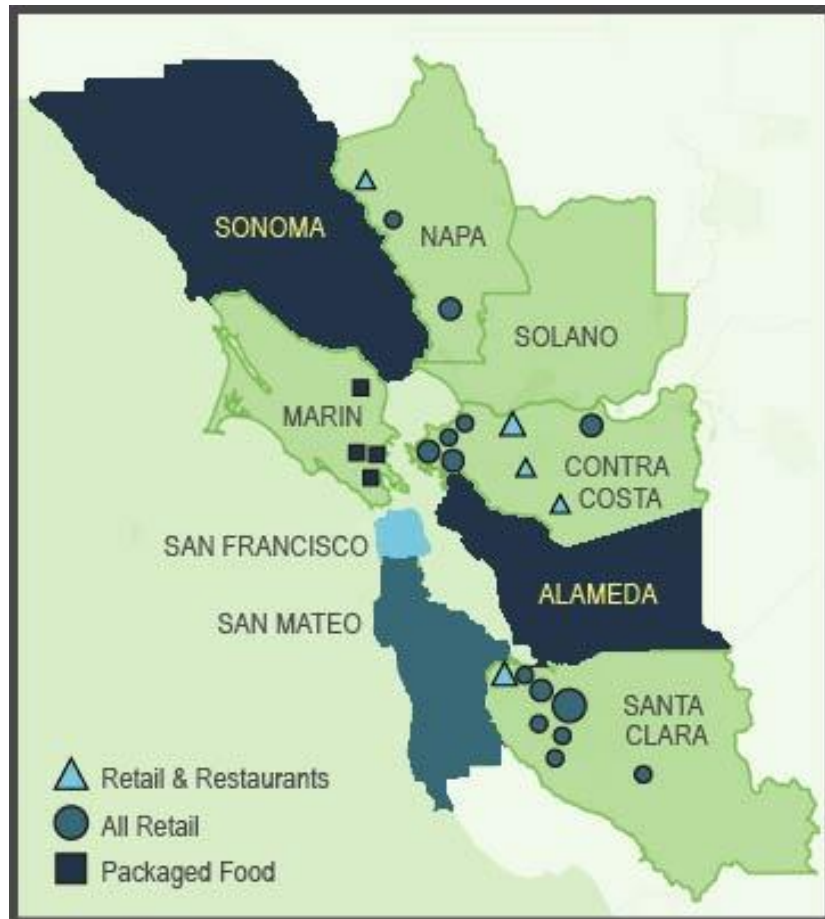 SONOMA
NAPA
SOLANO
MARIN
CONTRA
COSTA
SAN FRANCISCO
ALAMEDA
SAN MATEO
SANTA
CLARA
Retail & Restaurants
All Retail
Packaged Food